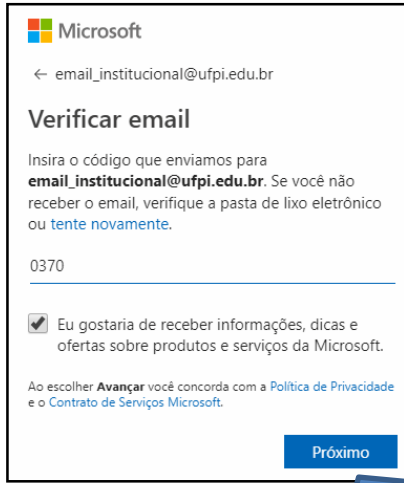 Microsoft
← email_institucional@ufpi.edu.br
Verificar email
Insira o código que enviamos para
email_institucional@ufpi.edu.br. Se você não
receber o email, verifique a pasta de lixo eletrônico
ou tente novamente.
0370
Eu gostaria de receber informações, dicas e
ofertas sobre produtos e serviços da Microsoft.
Ao escolher Avançar você concorda com a Política de Privacidade
e o Contrato de Serviços Microsoft.
Próximo